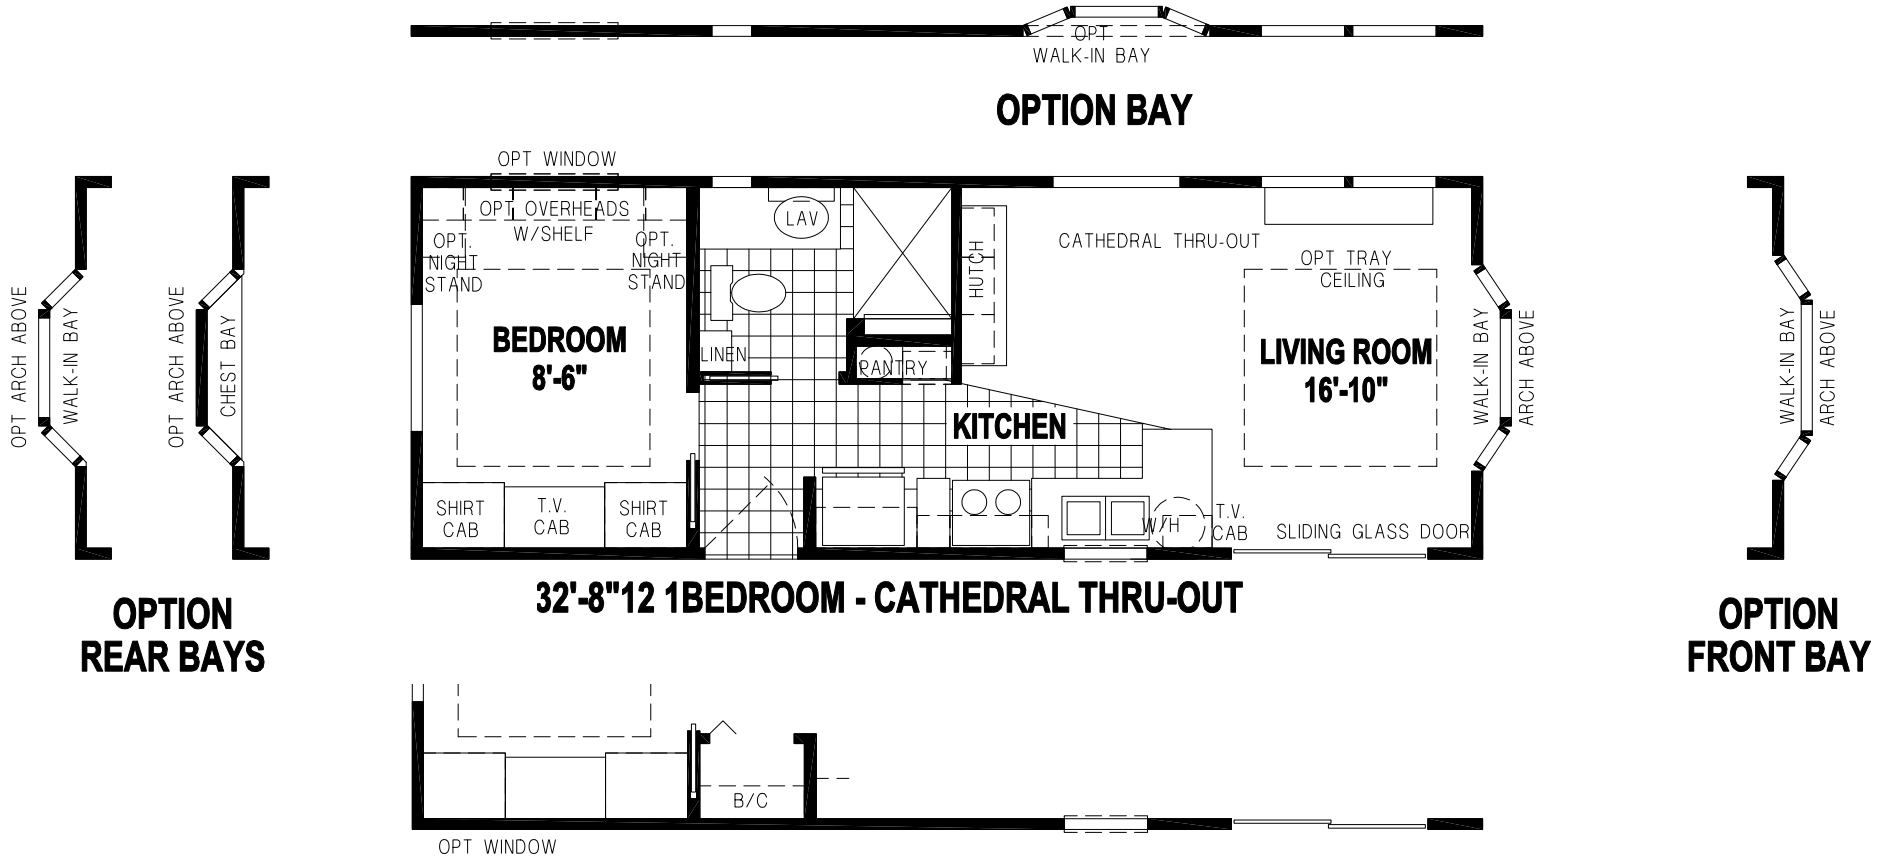 OPT
WALK-IN BAY
OPTION BAY
OPT WINDOW
OPT OVERHEADS
W/SHELF
OPT.
NIGHT
STAND
OPT.
NIGHT
STAND
BEDROOM
8'-6"
SHIRT
CAB
T.V.
CAB
SHIRT
CAB
LAV
LINEN
PANTRY
HUTCH
CATHEDRAL THRU-OUT
OPT TRAY
CEILING
LIVING ROOM
16'-10"
KITCHEN
W/H
T.V.
CAB
SLIDING GLASS DOOR
WALK-IN BAY
ARCH ABOVE
32'-8"12 1BEDROOM - CATHEDRAL THRU-OUT
OPT ARCH ABOVE
WALK-IN BAY
OPT ARCH ABOVE
CHEST BAY
OPTION
REAR BAYS
WALK-IN BAY
ARCH ABOVE
OPTION
FRONT BAY
B/C
OPT WINDOW